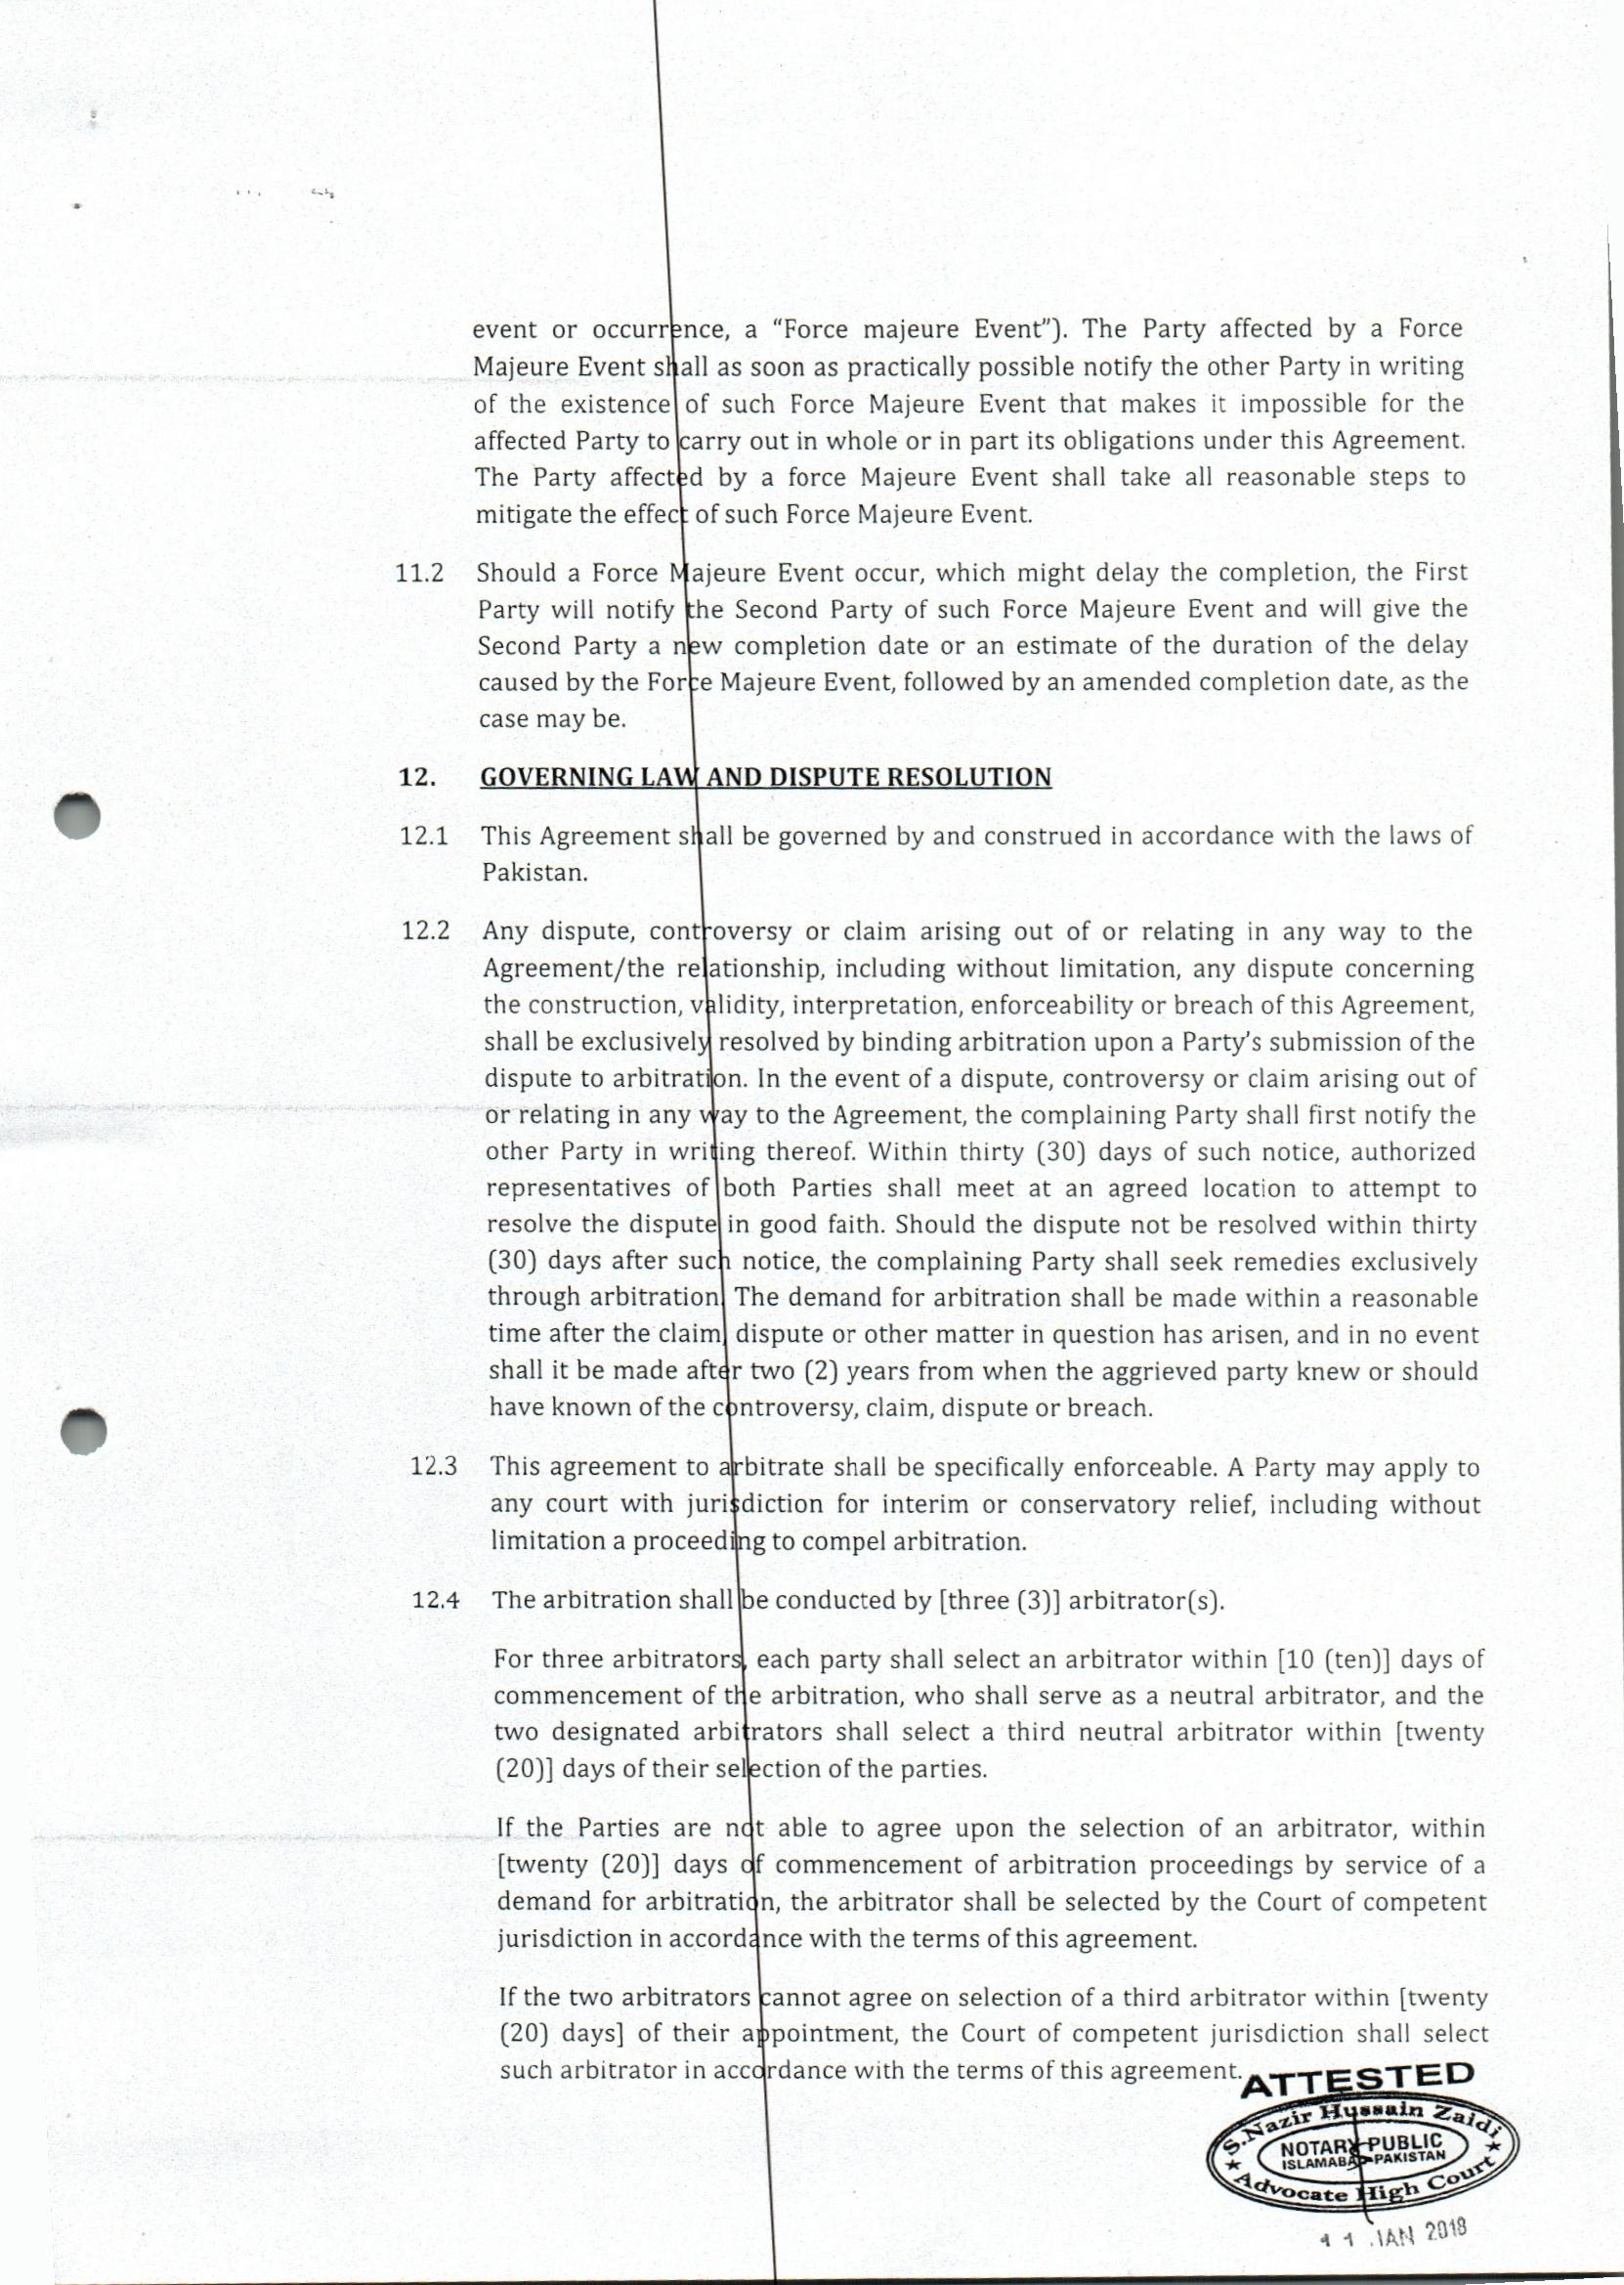 event or occurrence, a “Force majeure Event”). The Party affected by a Force
Majeure Event shall as soon as practically possible notify the other Party in writing
of the existence of such Force Majeure Event that makes it impossible for the
affected Party to carry out in whole or in part its obligations under this Agreement.
The Party affected by a force Majeure Event shall take all reasonable steps to
mitigate the effect of such Force Majeure Event.
11.2 Should a Force Majeure Event occur, which might delay the completion, the First
Party will notify the Second Party of such Force Majeure Event and will give the
Second Party a new completion date or an estimate of the duration of the delay
caused by the Force Majeure Event, followed by an amended completion date, as the
case may be.
12. GOVERNING LAW AND DISPUTE RESOLUTION
12.1 This Agreement shall be governed by and construed in accordance with the laws of
Pakistan.
12.2 Any dispute, controversy or claim arising out of or relating in any way to the
Agreement/the relationship, including without limitation, any dispute concerning
the construction, validity, interpretation, enforceability or breach of this Agreement,
shall be exclusively resolved by binding arbitration upon a Party’s submission of the
dispute to arbitration. In the event of a dispute, controversy or claim arising out of
or relating in any way to the Agreement, the complaining Party shall first notify the
other Party in writing thereof. Within thirty (30) days of such notice, authorized
representatives of both Parties shall meet at an agreed location to attempt to
resolve the dispute in good faith. Should the dispute not be resolved within thirty
(30) days after such notice, the complaining Party shall seek remedies exclusively
through arbitration. The demand for arbitration shall be made within a reasonable
time after the claim, dispute or other matter in question has arisen, and in no event
shall it be made after two (2) years from when the aggrieved party knew or should
have known of the controversy, claim, dispute or breach.
12.3 This agreement to arbitrate shall be specifically enforceable. A Party may apply to
any court with jurisdiction for interim or conservatory relief, including without
limitation a proceeding to compel arbitration.
12.4 The arbitration shall be conducted by [three (3)] arbitrator(s).
For three arbitrators, each party shall select an arbitrator within [10 (ten)] days of
commencement of the arbitration, who shall serve as a neutral arbitrator, and the
two designated arbitrators shall select a third neutral arbitrator within [twenty
(20)] days of their selection of the parties.
If the Parties are not able to agree upon the selection of an arbitrator, within
[twenty (20)] days of commencement of arbitration proceedings by service of a
demand for arbitration, the arbitrator shall be selected by the Court of competent
jurisdiction in accordance with the terms of this agreement.
If the two arbitrators cannot agree on selection of a third arbitrator within [twenty
(20) days] of their appointment, the Court of competent jurisdiction shall select
such arbitrator in accordance with the terms of this agreement.
ATTESTED
S.Nazir Hussain Zaidi
NOTARY PUBLIC
ISLAMABAD-PAKISTAN
★ Advocate High Court ★
11 JAN 2018